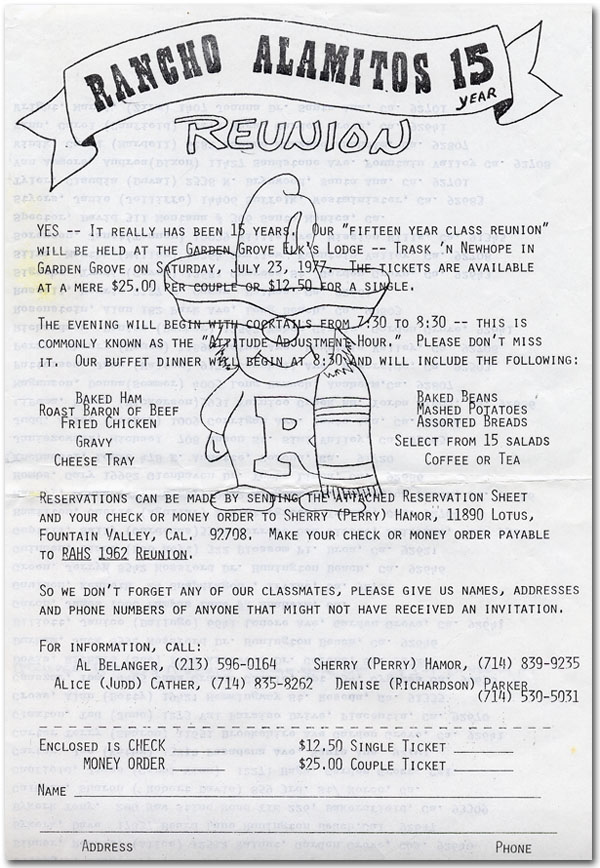 RANCHO ALAMITOS 15
YEAR
REUNION
YES -- It really has been 15 years. Our "fifteen year class reunion"
will be held at the Garden Grove Elk's Lodge -- Trask 'n Newhope in
Garden Grove on Saturday, July 23, 1977. The tickets are available
at a mere $25.00 per couple or $12.50 for a single.
The evening will begin with cocktails from 7:30 to 8:30 -- this is
commonly known as the "Attitude Adjustment Hour." Please don't miss
it. Our buffet dinner will begin at 8:30 and will include the following:
Baked Ham
Roast Baron of Beef
Fried Chicken
Gravy
Cheese Tray
Baked Beans
Mashed Potatoes
Assorted Breads
Select from 15 salads
Coffee or Tea
R
Reservations can be made by sending the attached Reservation Sheet
and your check or money order to Sherry (Perry) Hamor, 11890 Lotus,
Fountain Valley, Cal. 92708. Make your check or money order payable
to RAHS 1962 Reunion.
So we don't forget any of our classmates, please give us names, addresses
and phone numbers of anyone that might not have received an invitation.
For information, call:
Al Belanger, (213) 596-0164 Sherry (Perry) Hamor, (714) 839-9235
Alice (Judd) Cather, (714) 835-8262 Denise (Richardson) Parker
(714) 530-5031
Enclosed is check ________ $12.50 Single Ticket ________
money order ________ $25.00 Couple Ticket ________
Name ________
Address Phone